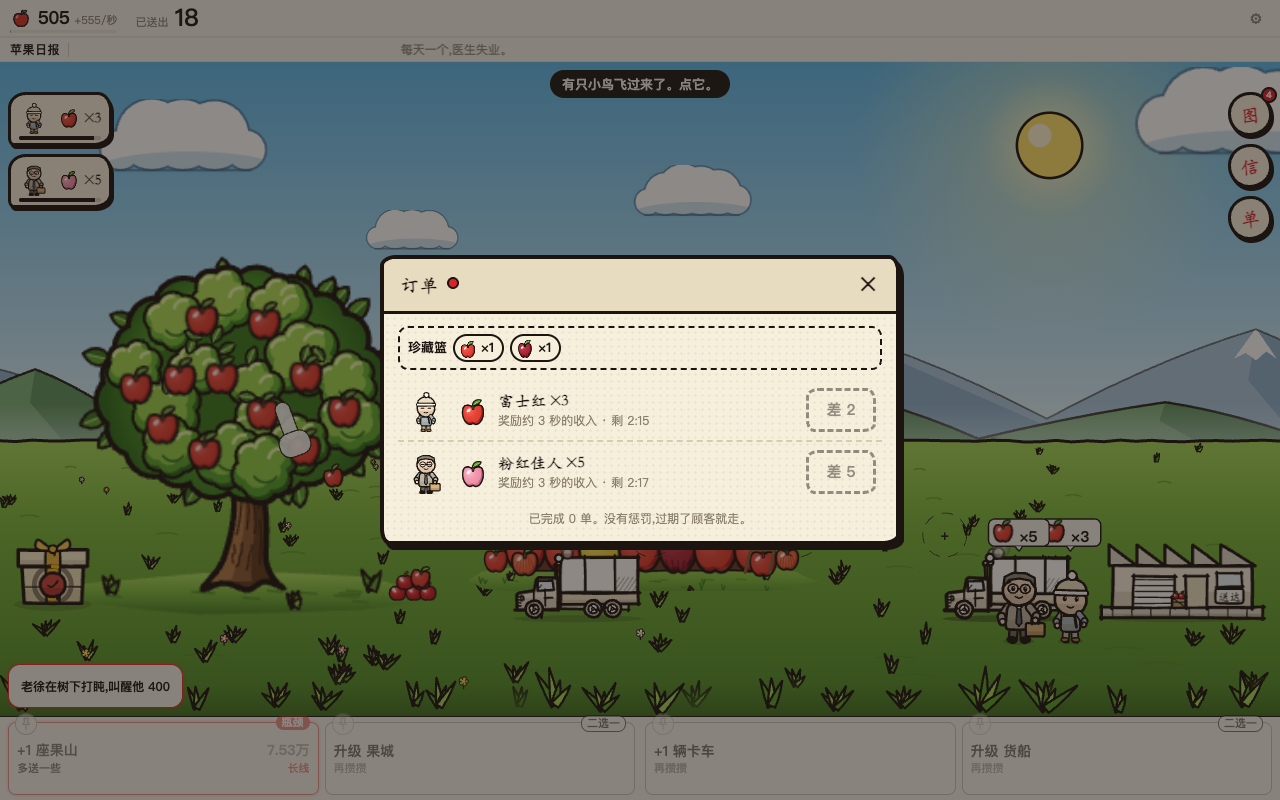 505 +555/秒 已送出 18
苹果日报 每天一个,医生失业。
有只小鸟飞过来了。点它。
×3
×5
4
图
信
单
订单
珍藏篮 ×1 ×1
富士红 ×3
奖励约 3 秒的收入 · 剩 2:15
差 2
粉红佳人 ×5
奖励约 3 秒的收入 · 剩 2:17
差 5
已完成 0 单。没有惩罚,过期了顾客就走。
×5 ×3
送达
老徐在树下打盹,叫醒他 400
瓶颈
+1 座果山 7.53万
多送一些 长线
二选一
升级 果城
再攒攒
+1 辆卡车
再攒攒
二选一
升级 货船
再攒攒